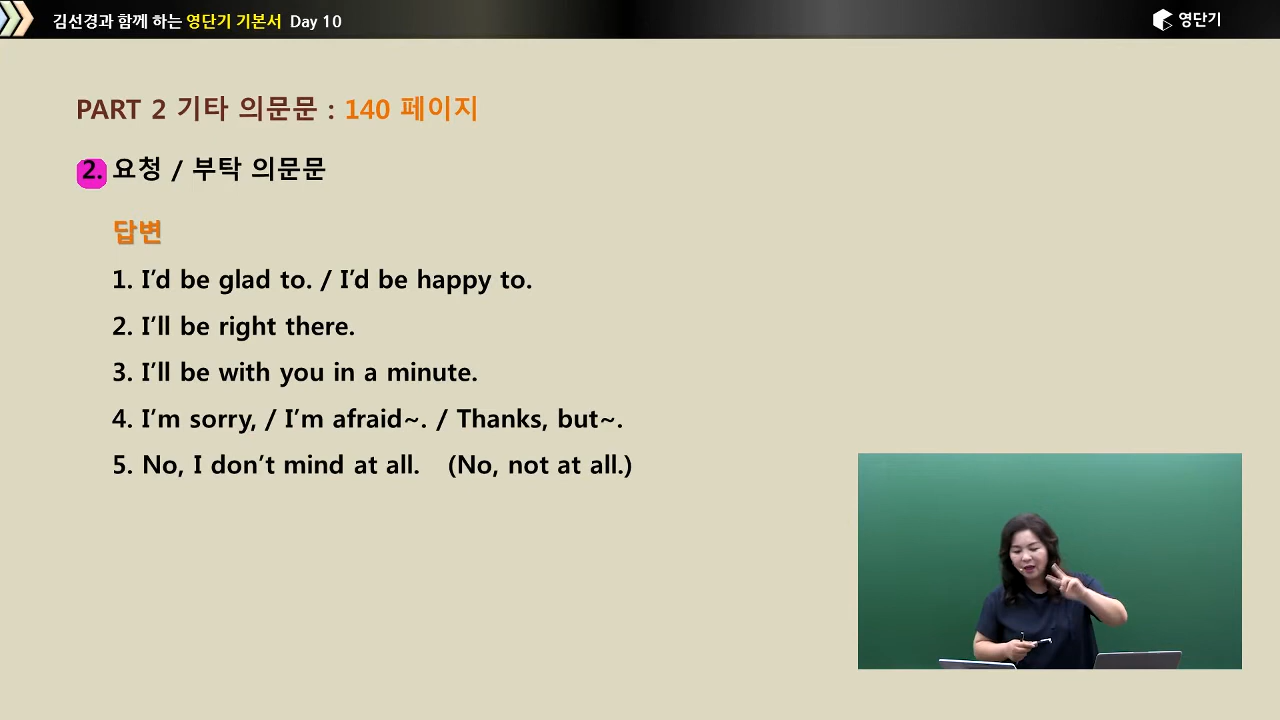 김선경과 함께 하는 영단기 기본서 Day 10
영단기
PART 2 기타 의문문 : 140 페이지
2. 요청 / 부탁 의문문
답변
1. I’d be glad to. / I’d be happy to.
2. I’ll be right there.
3. I’ll be with you in a minute.
4. I’m sorry, / I’m afraid~. / Thanks, but~.
5. No, I don’t mind at all. (No, not at all.)